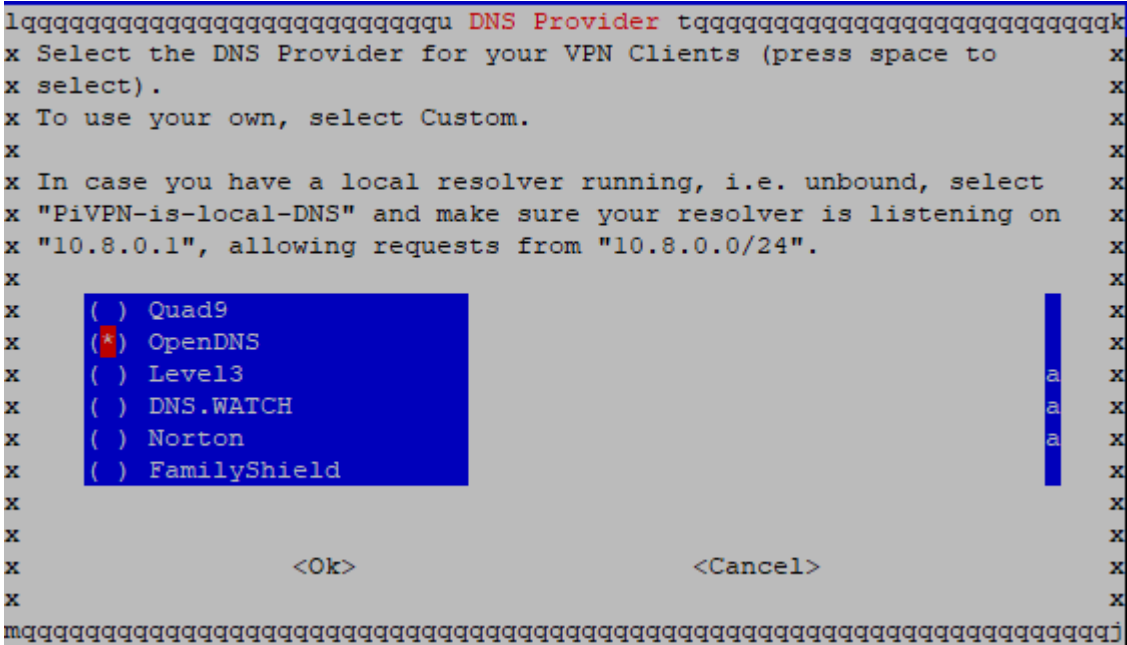 lqqqqqqqqqqqqqqqqqqqqqqqqqqqu DNS Provider tqqqqqqqqqqqqqqqqqqqqqqqqqqqk
x Select the DNS Provider for your VPN Clients (press space to x
x select). x
x To use your own, select Custom. x
x x
x In case you have a local resolver running, i.e. unbound, select x
x "PiVPN-is-local-DNS" and make sure your resolver is listening on x
x "10.8.0.1", allowing requests from "10.8.0.0/24". x
x x
x ( ) Quad9 x
x (*) OpenDNS x
x ( ) Level3 a x
x ( ) DNS.WATCH a x
x ( ) Norton a x
x ( ) FamilyShield x
x x
x x
x <Ok> <Cancel> x
x x
mqqqqqqqqqqqqqqqqqqqqqqqqqqqqqqqqqqqqqqqqqqqqqqqqqqqqqqqqqqqqqqqqqqqqqj